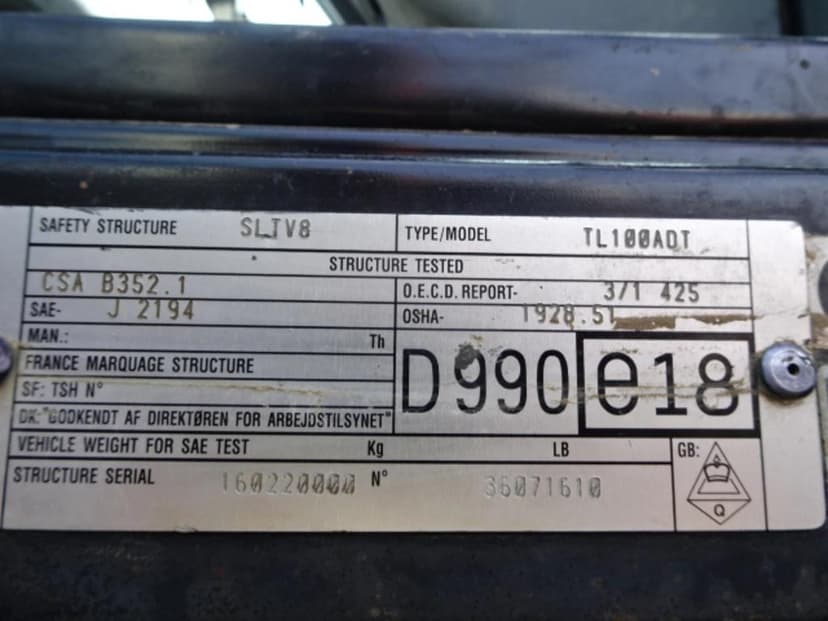 SAFETY STRUCTURE SLTV8 TYPE/MODEL TL100ADT
STRUCTURE TESTED
CSA B352.1 O.E.C.D. REPORT- 3/1 425
SAE- J 2194 OSHA- 1928.51
MAN.: Th
FRANCE MARQUAGE STRUCTURE
D990 e18
SF: TSH N°
DK: "GODKENDT AF DIREKTØREN FOR ARBEJDSTILSYNET"
VEHICLE WEIGHT FOR SAE TEST Kg LB GB:
STRUCTURE SERIAL 160220000 N° 36071610
Q